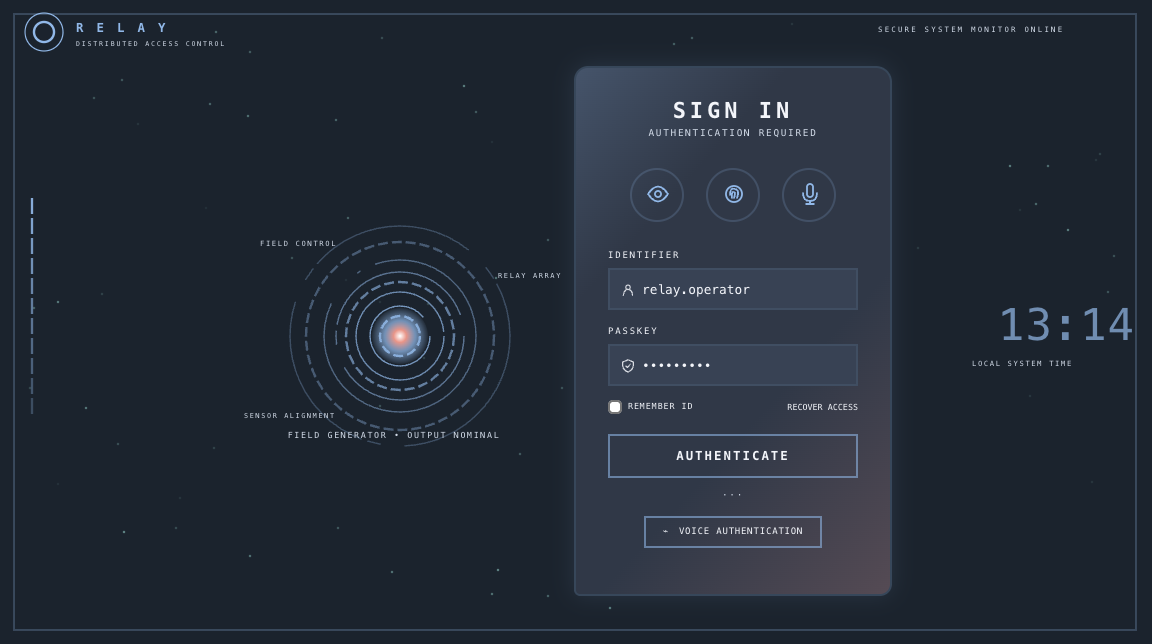 RELAY
DISTRIBUTED ACCESS CONTROL
SECURE SYSTEM MONITOR ONLINE
SIGN IN
AUTHENTICATION REQUIRED
FIELD CONTROL
RELAY ARRAY
SENSOR ALIGNMENT
FIELD GENERATOR • OUTPUT NOMINAL
IDENTIFIER
relay.operator
PASSKEY
•••••••••
REMEMBER ID
RECOVER ACCESS
AUTHENTICATE
...
VOICE AUTHENTICATION
13:14
LOCAL SYSTEM TIME